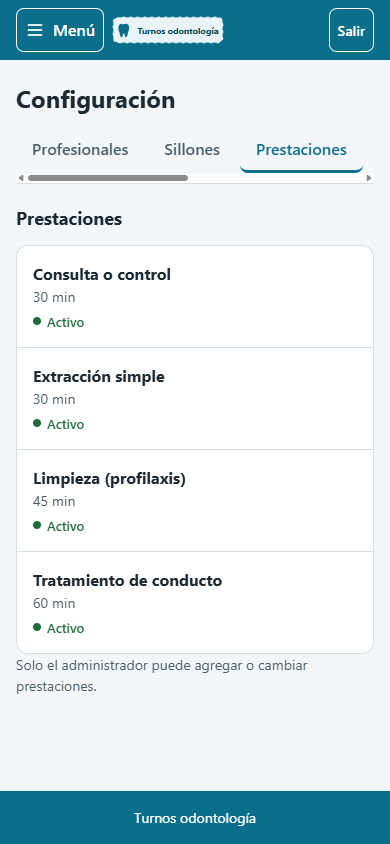 Menú
Turnos odontología
Salir
Configuración
Profesionales
Sillones
Prestaciones
Prestaciones
Consulta o control
30 min
Activo
Extracción simple
30 min
Activo
Limpieza (profilaxis)
45 min
Activo
Tratamiento de conducto
60 min
Activo
Solo el administrador puede agregar o cambiar
prestaciones.
Turnos odontología